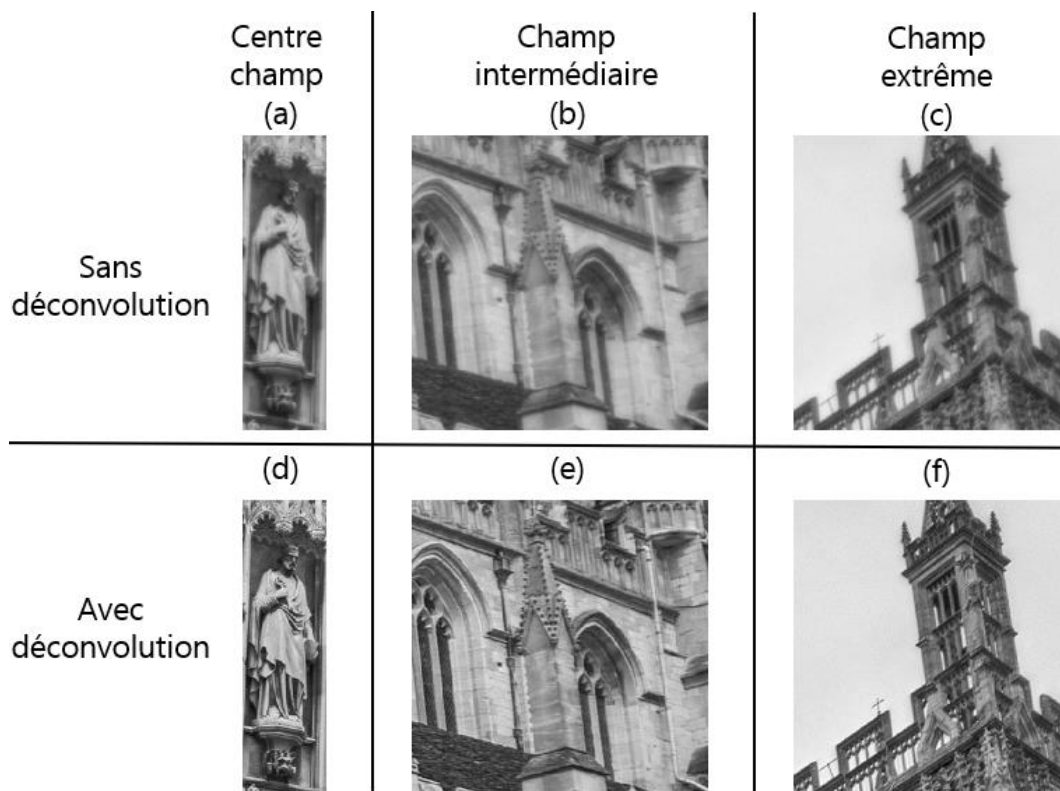 Centre
champ
(a)
Champ
intermédiaire
(b)
Champ
extrême
(c)
Sans
déconvolution
(d)
(e)
(f)
Avec
déconvolution